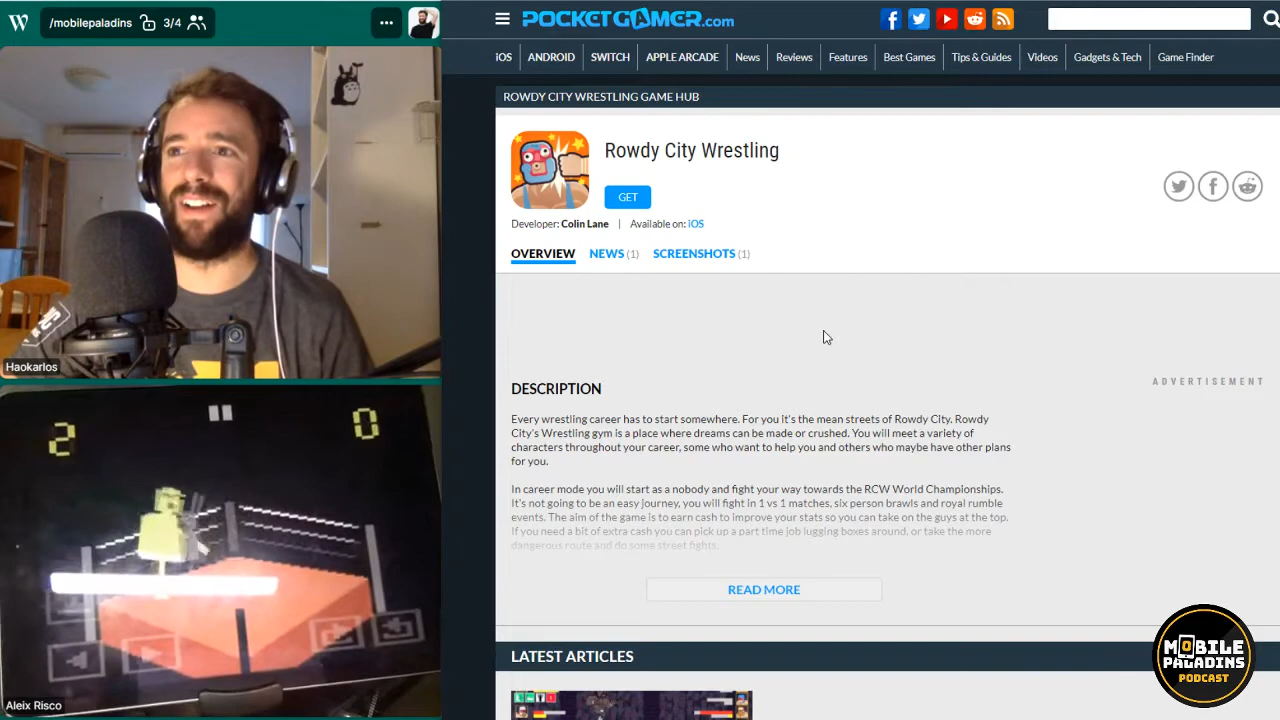 /mobilepaladins 3/4
Haokarlos
2 0
Aleix Risco
POCKETGAMER.com
iOS ANDROID SWITCH APPLE ARCADE News Reviews Features Best Games Tips & Guides Videos Gadgets & Tech Game Finder
ROWDY CITY WRESTLING GAME HUB
Rowdy City Wrestling
GET
Developer: Colin Lane | Available on: iOS
OVERVIEW NEWS (1) SCREENSHOTS (1)
ADVERTISEMENT
DESCRIPTION
Every wrestling career has to start somewhere. For you it's the mean streets of Rowdy City. Rowdy
City's Wrestling gym is a place where dreams can be made or crushed. You will meet a variety of
characters throughout your career, some who want to help you and others who maybe have other plans
for you.
In career mode you will start as a nobody and fight your way towards the RCW World Championships.
It's not going to be an easy journey, you will fight in 1 vs 1 matches, six person brawls and royal rumble
events. The aim of the game is to earn cash to improve your stats so you can take on the guys at the top.
If you need a bit of extra cash you can pick up a part time job lugging boxes around, or take the more
dangerous route and do some street fights.
READ MORE
LATEST ARTICLES
MOBILE
PALADINS
PODCAST